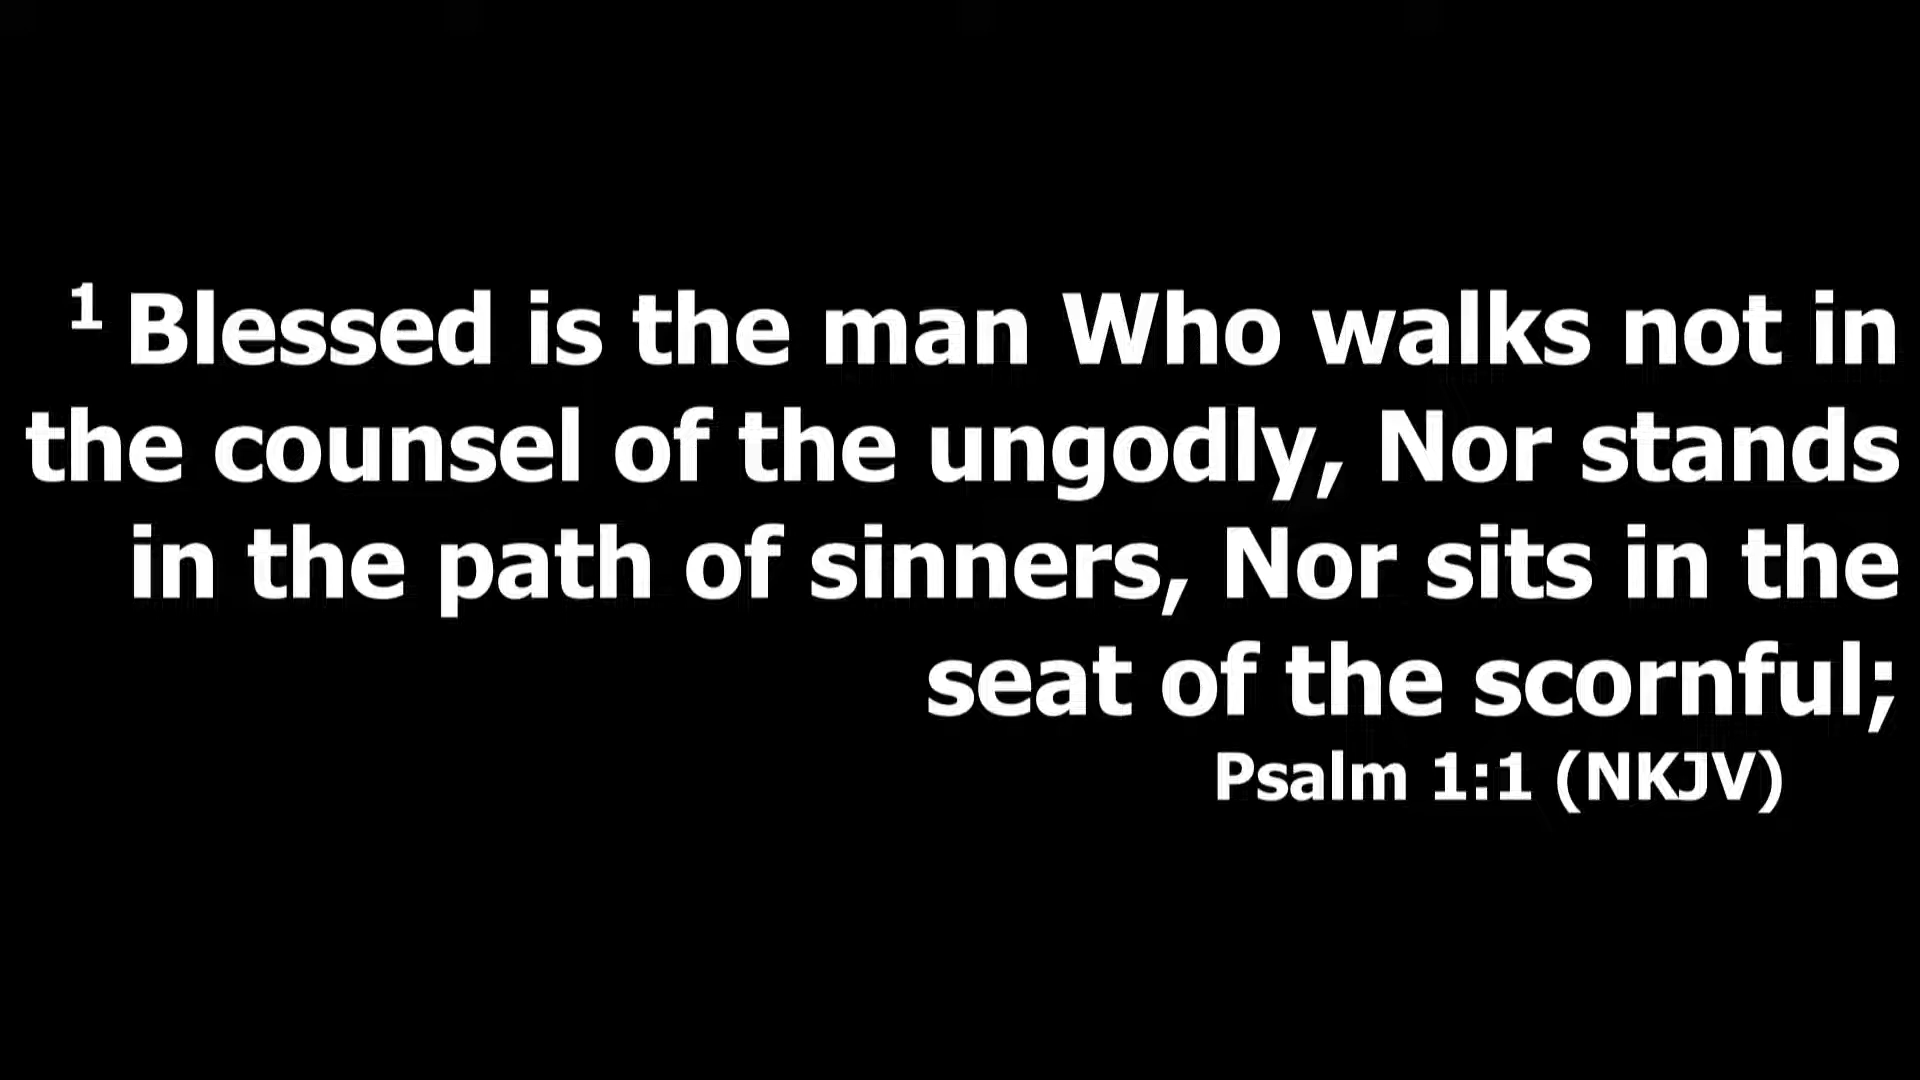 1 Blessed is the man Who walks not in
the counsel of the ungodly, Nor stands
in the path of sinners, Nor sits in the
seat of the scornful;
Psalm 1:1 (NKJV)